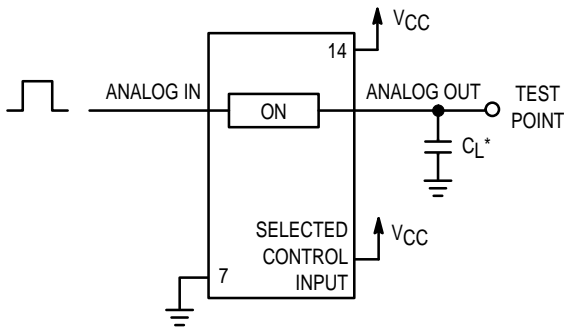 VCC
14
ANALOG IN
ON
ANALOG OUT
TEST
POINT
CL*
SELECTED
CONTROL
INPUT
VCC
7